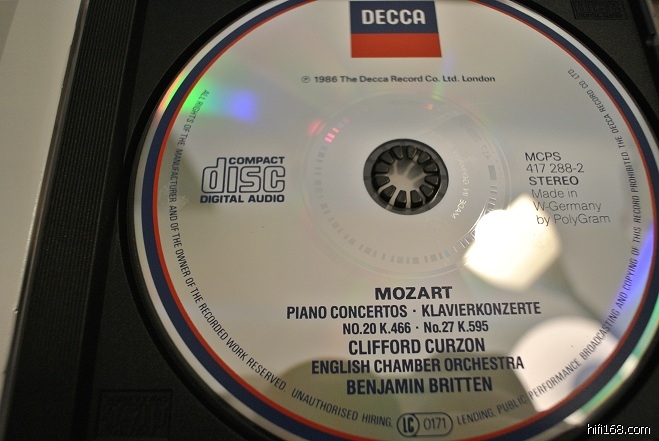 DECCA
℗ 1986 The Decca Record Co. Ltd. London
COMPACT
disc
DIGITAL AUDIO
MCPS
417 288-2
STEREO
Made in
W-Germany
by PolyGram
MOZART
PIANO CONCERTOS · KLAVIERKONZERTE
NO.20 K.466 · No.27 K.595
CLIFFORD CURZON
ENGLISH CHAMBER ORCHESTRA
BENJAMIN BRITTEN
ALL RIGHTS OF THE MANUFACTURER AND OF THE OWNER OF THE RECORDED WORK RESERVED. UNAUTHORISED HIRING, LENDING, PUBLIC PERFORMANCE BROADCASTING AND COPYING OF THIS RECORD PROHIBITED THE DECCA RECORD CO LTD.
LC 0171
hifi168.com